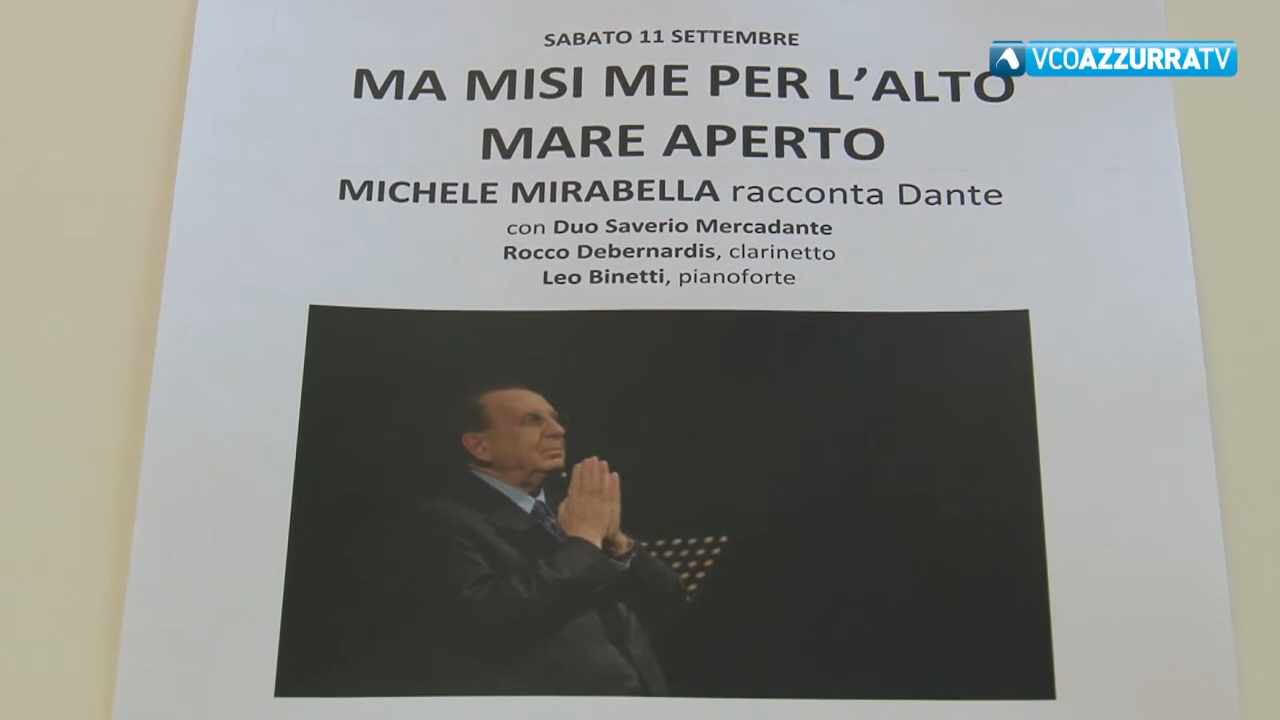 SABATO 11 SETTEMBRE
VCOAZZURRATV
MA MISI ME PER L'ALTO
MARE APERTO
MICHELE MIRABELLA racconta Dante
con Duo Saverio Mercadante
Rocco Debernardis, clarinetto
Leo Binetti, pianoforte